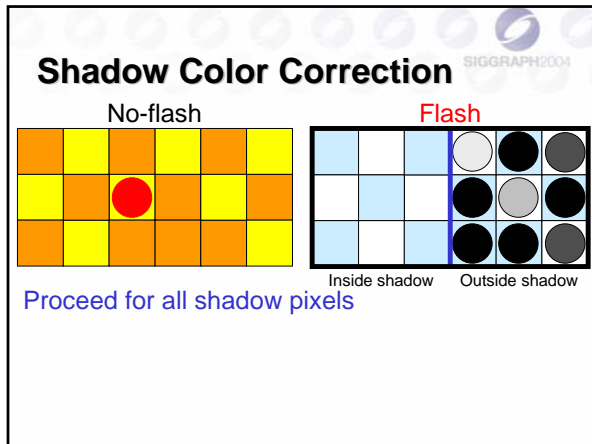 SIGGRAPH2004
Shadow Color Correction
No-flash
Flash
Inside shadow
Outside shadow
Proceed for all shadow pixels